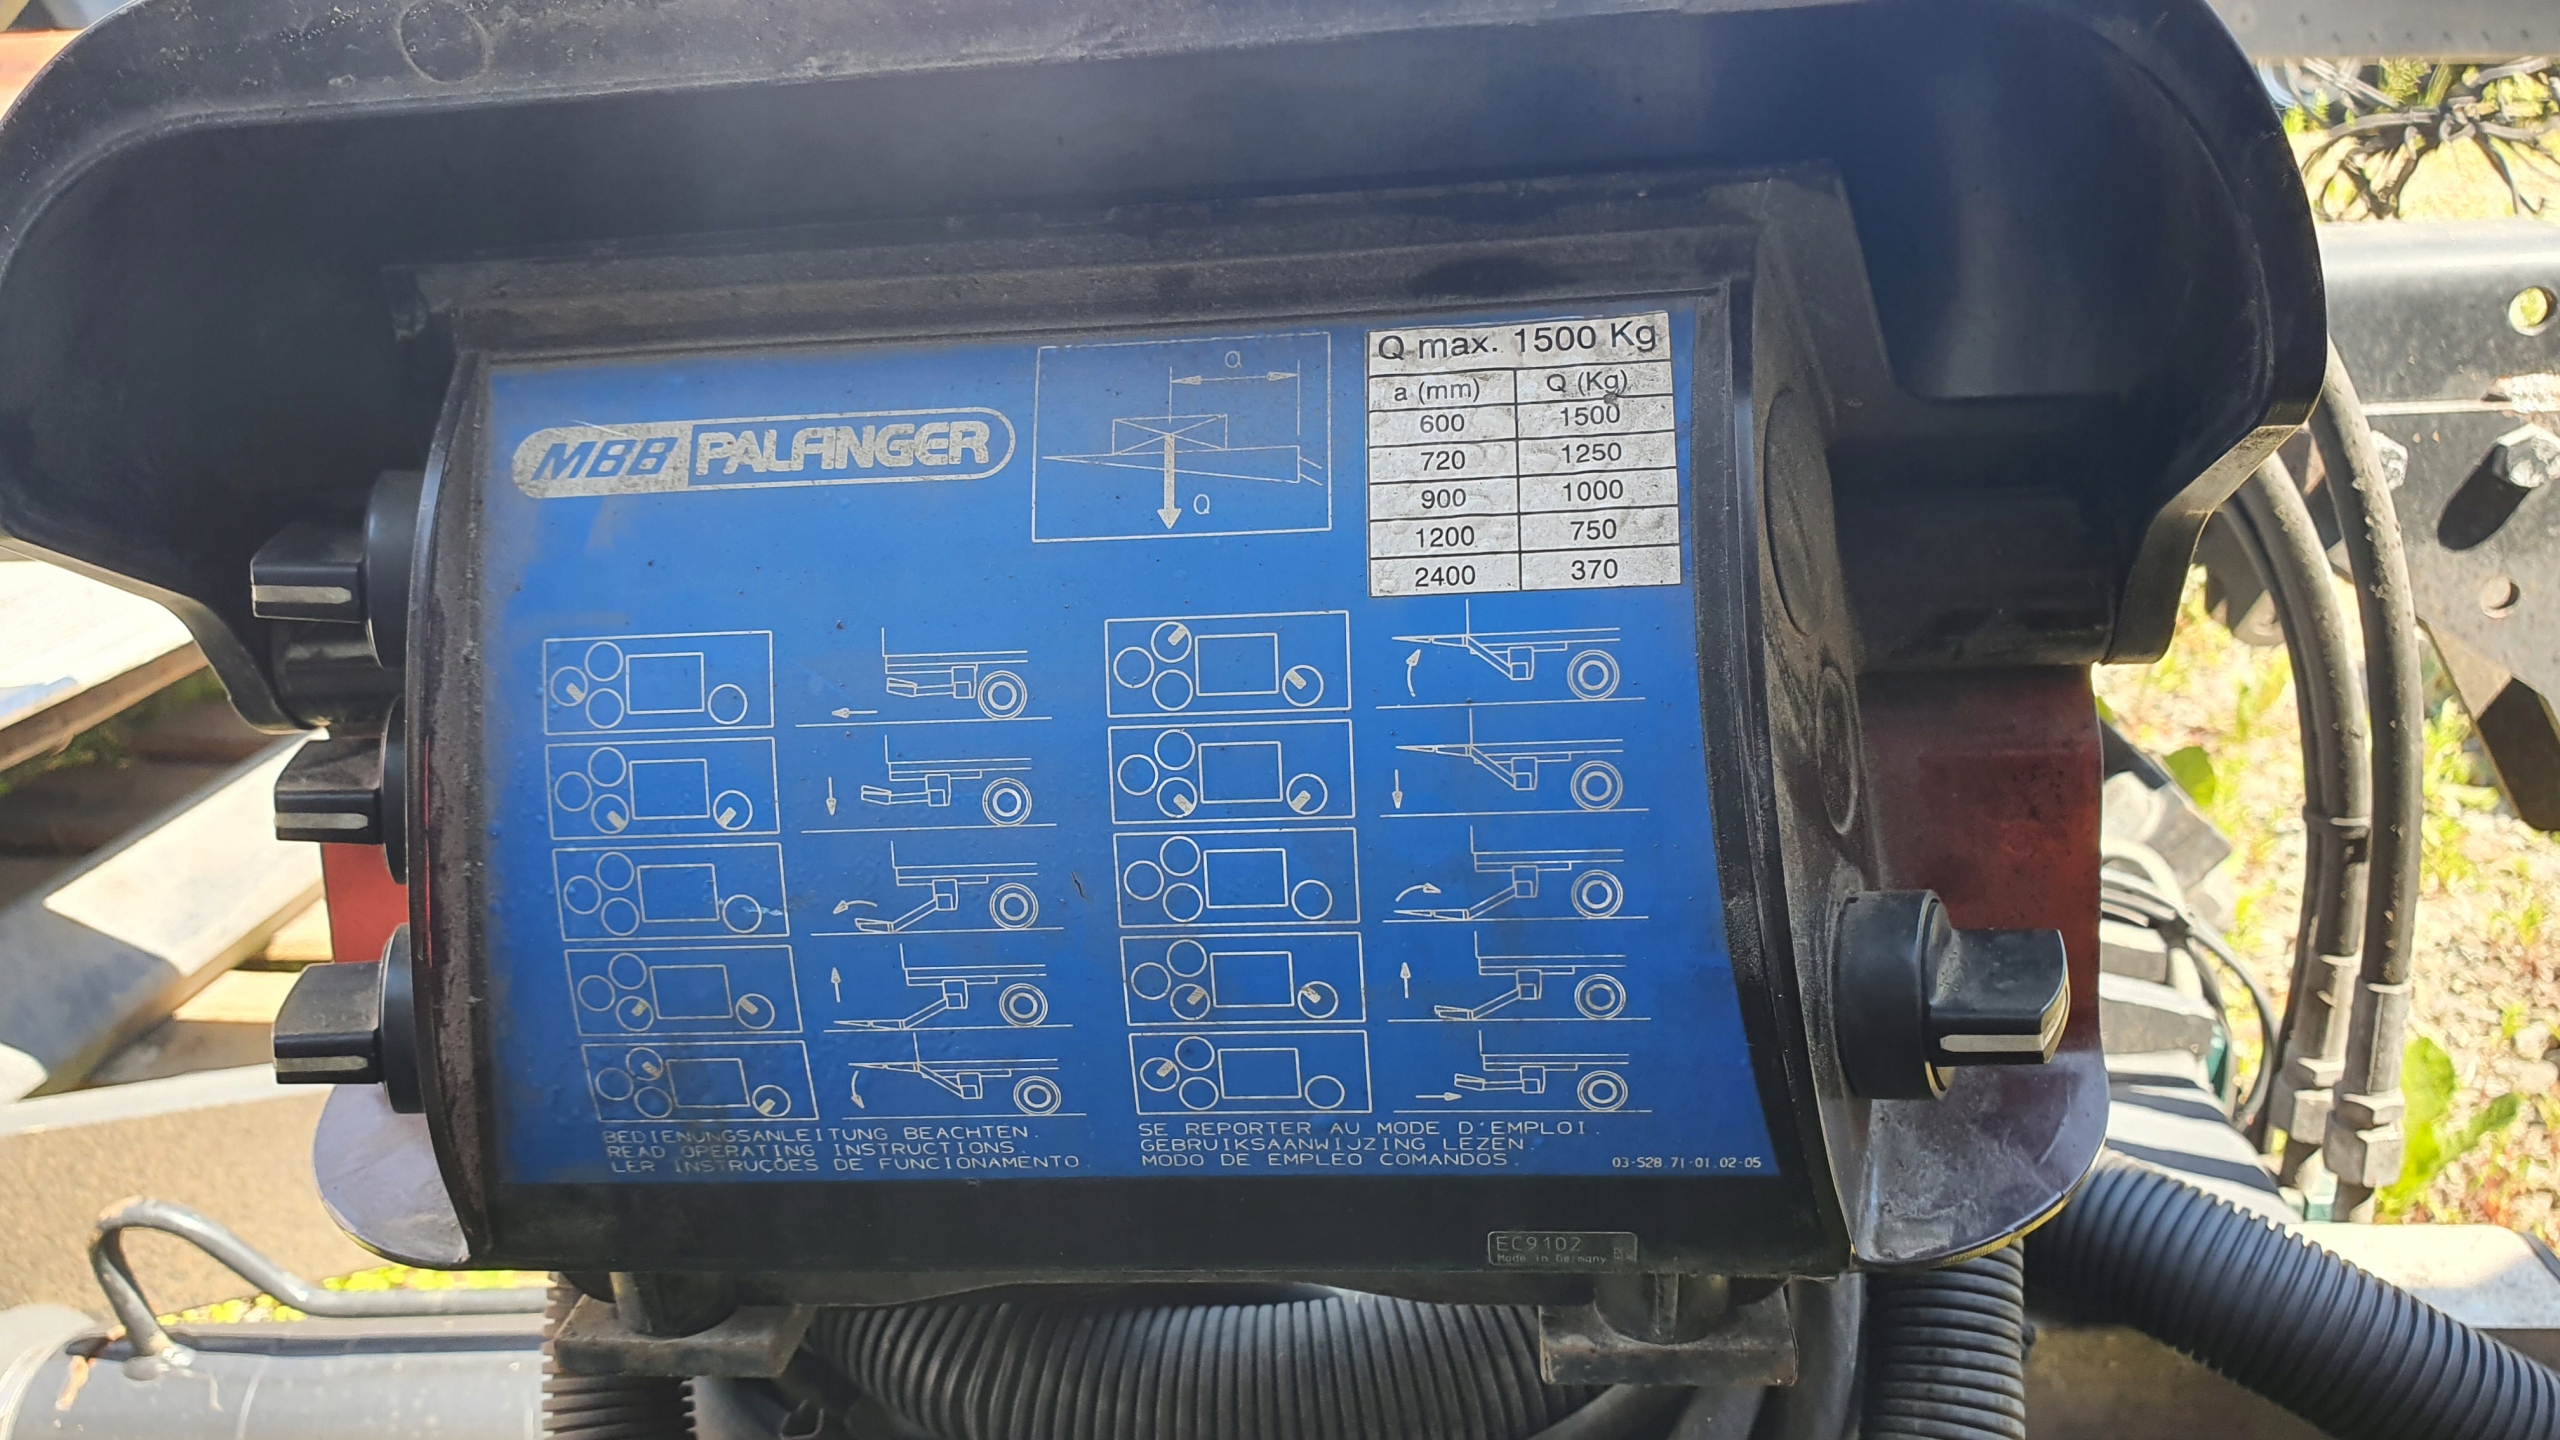 MBB PALFINGER
Q
Q
Q max. 1500 Kg
a (mm) Q (Kg)
600 1500
720 1250
900 1000
1200 750
2400 370
BEDIENUNGSANLEITUNG BEACHTEN.
READ OPERATING INSTRUCTIONS.
LER INSTRUÇÕES DE FUNCIONAMENTO.
SE REPORTER AU MODE D'EMPLOI.
GEBRUIKSAANWIJZING LEZEN.
MODO DE EMPLEO COMANDOS.
03-528.71-01.02-05
EC9102
Made in Germany